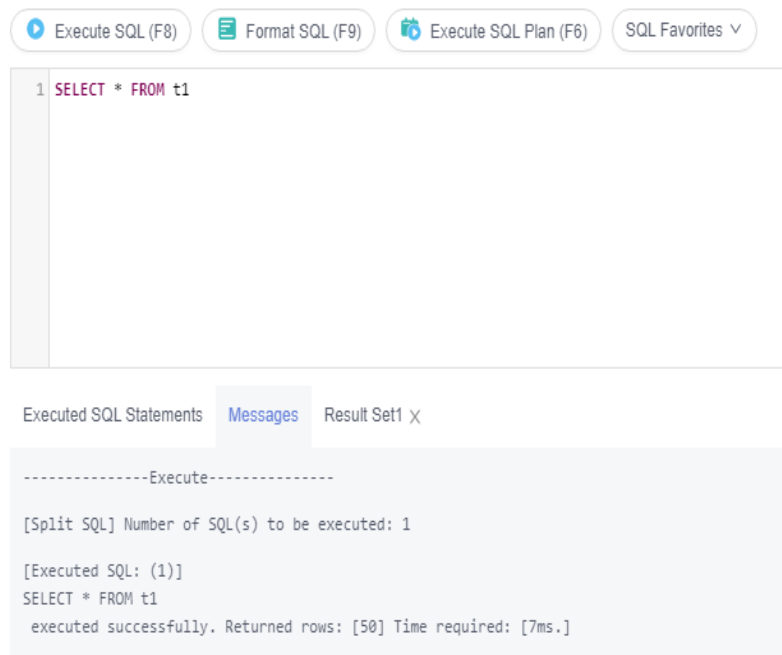 Execute SQL (F8) Format SQL (F9) Execute SQL Plan (F6) SQL Favorites
1 SELECT * FROM t1
Executed SQL Statements Messages Result Set1 X
---------------Execute---------------
[Split SQL] Number of SQL(s) to be executed: 1
[Executed SQL: (1)]
SELECT * FROM t1
executed successfully. Returned rows: [50] Time required: [7ms.]